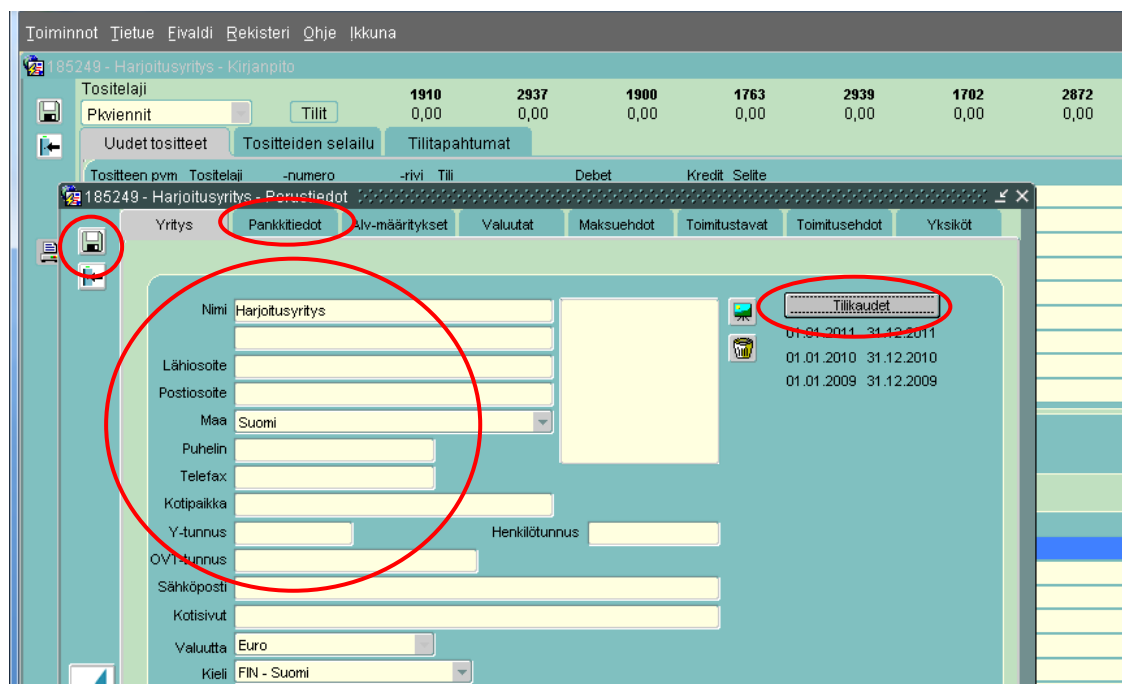 Toiminnot Tietue Eivaldi Rekisteri Ohje Ikkuna
185249 - Harjoitusyritys - Kirjanpito
Tositelaji 1910 2937 1900 1763 2939 1702 2872
Pkviennit Tilit 0,00 0,00 0,00 0,00 0,00 0,00 0,00
Uudet tositteet Tositteiden selailu Tilitapahtumat
Tositteen pvm Tositelaji -numero -rivi Tili Debet Kredit Selite
185249 - Harjoitusyritys - Perustiedot
Yritys Pankkitiedot Alv-määritykset Valuutat Maksuehdot Toimitustavat Toimitusehdot Yksiköt
Nimi Harjoitusyritys Tilikaudet
01.01.2011 31.12.2011
Lähiosoite 01.01.2010 31.12.2010
Postiosoite 01.01.2009 31.12.2009
Maa Suomi
Puhelin
Telefax
Kotipaikka
Y-tunnus Henkilötunnus
OVT-tunnus
Sähköposti
Kotisivut
Valuutta Euro
Kieli FIN - Suomi